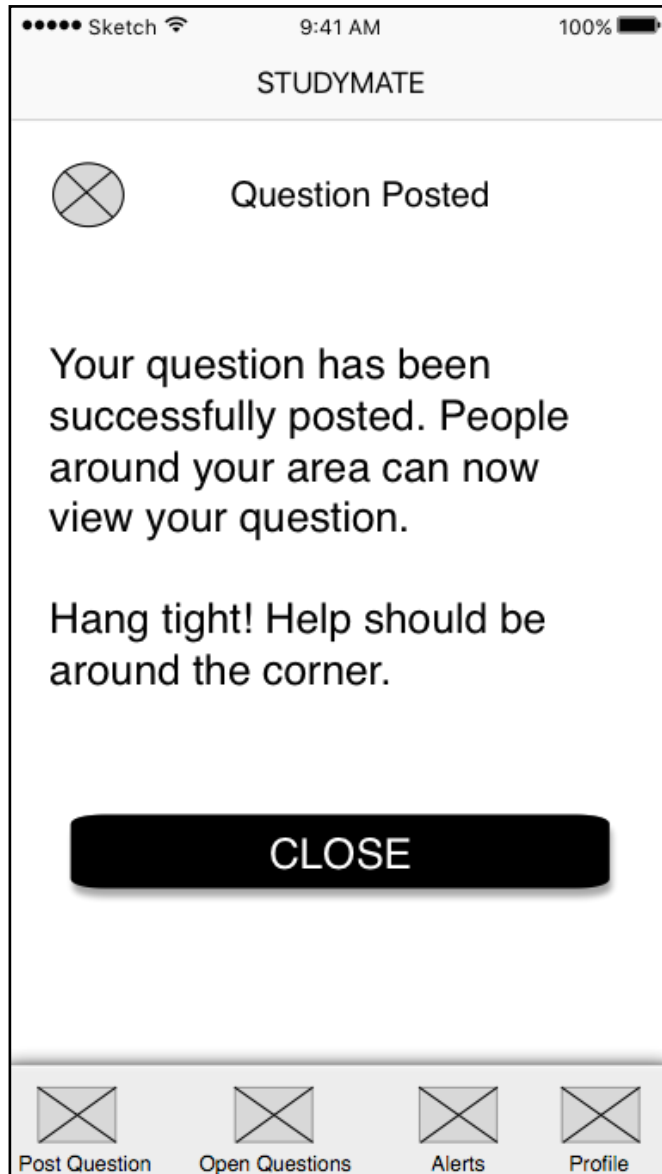 Sketch 9:41 AM 100%
STUDYMATE
Question Posted
Your question has been
successfully posted. People
around your area can now
view your question.
Hang tight! Help should be
around the corner.
CLOSE
Post Question Open Questions Alerts Profile